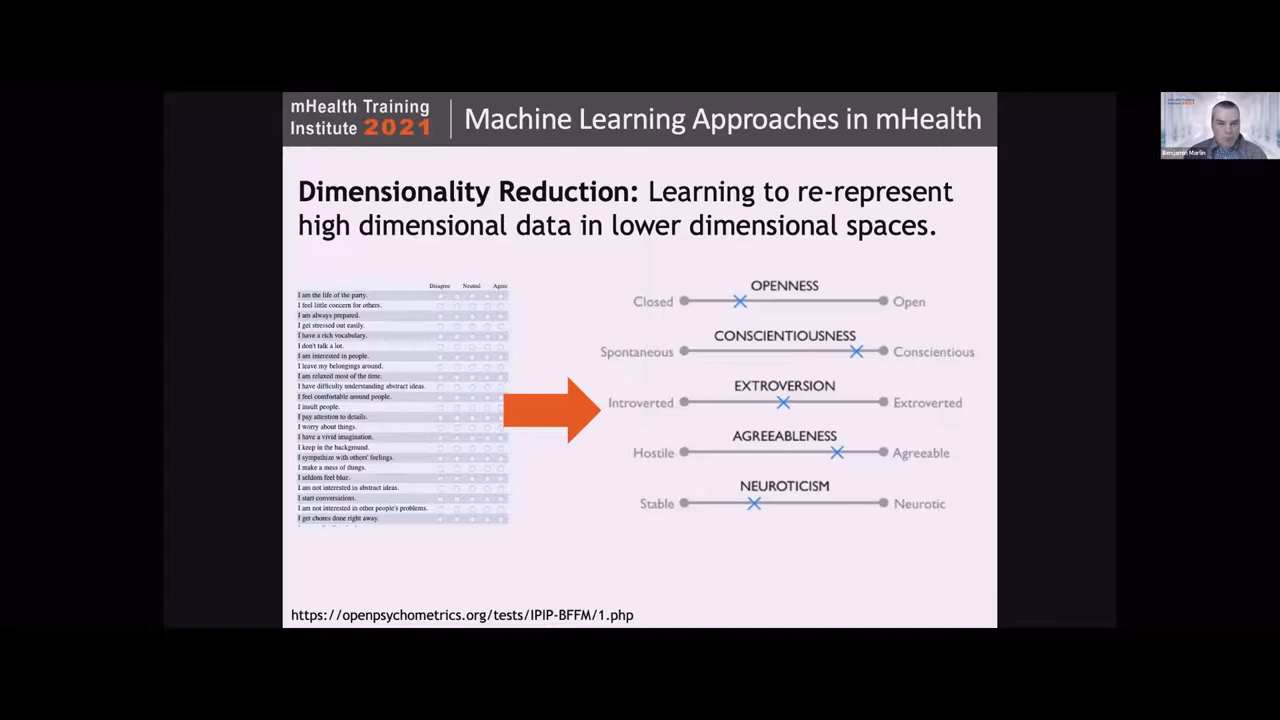 mHealth Training
Institute 2021
Machine Learning Approaches in mHealth
Dimensionality Reduction: Learning to re-represent
high dimensional data in lower dimensional spaces.
Disagree Neutral Agree
I am the life of the party.
I feel little concern for others.
I am always prepared.
I get stressed out easily.
I have a rich vocabulary.
I don't talk a lot.
I am interested in people.
I leave my belongings around.
I am relaxed most of the time.
I have difficulty understanding abstract ideas.
I feel comfortable around people.
I insult people.
I pay attention to details.
I worry about things.
I have a vivid imagination.
I keep in the background.
I sympathize with others' feelings.
I make a mess of things.
I seldom feel blue.
I am not interested in abstract ideas.
I start conversations.
I am not interested in other people's problems.
I get chores done right away.
OPENNESS
Closed Open
CONSCIENTIOUSNESS
Spontaneous Conscientious
EXTROVERSION
Introverted Extroverted
AGREEABLENESS
Hostile Agreeable
NEUROTICISM
Stable Neurotic
https://openpsychometrics.org/tests/IPIP-BFFM/1.php
mHealth Training
Institute 2021
Benjamin Marlin